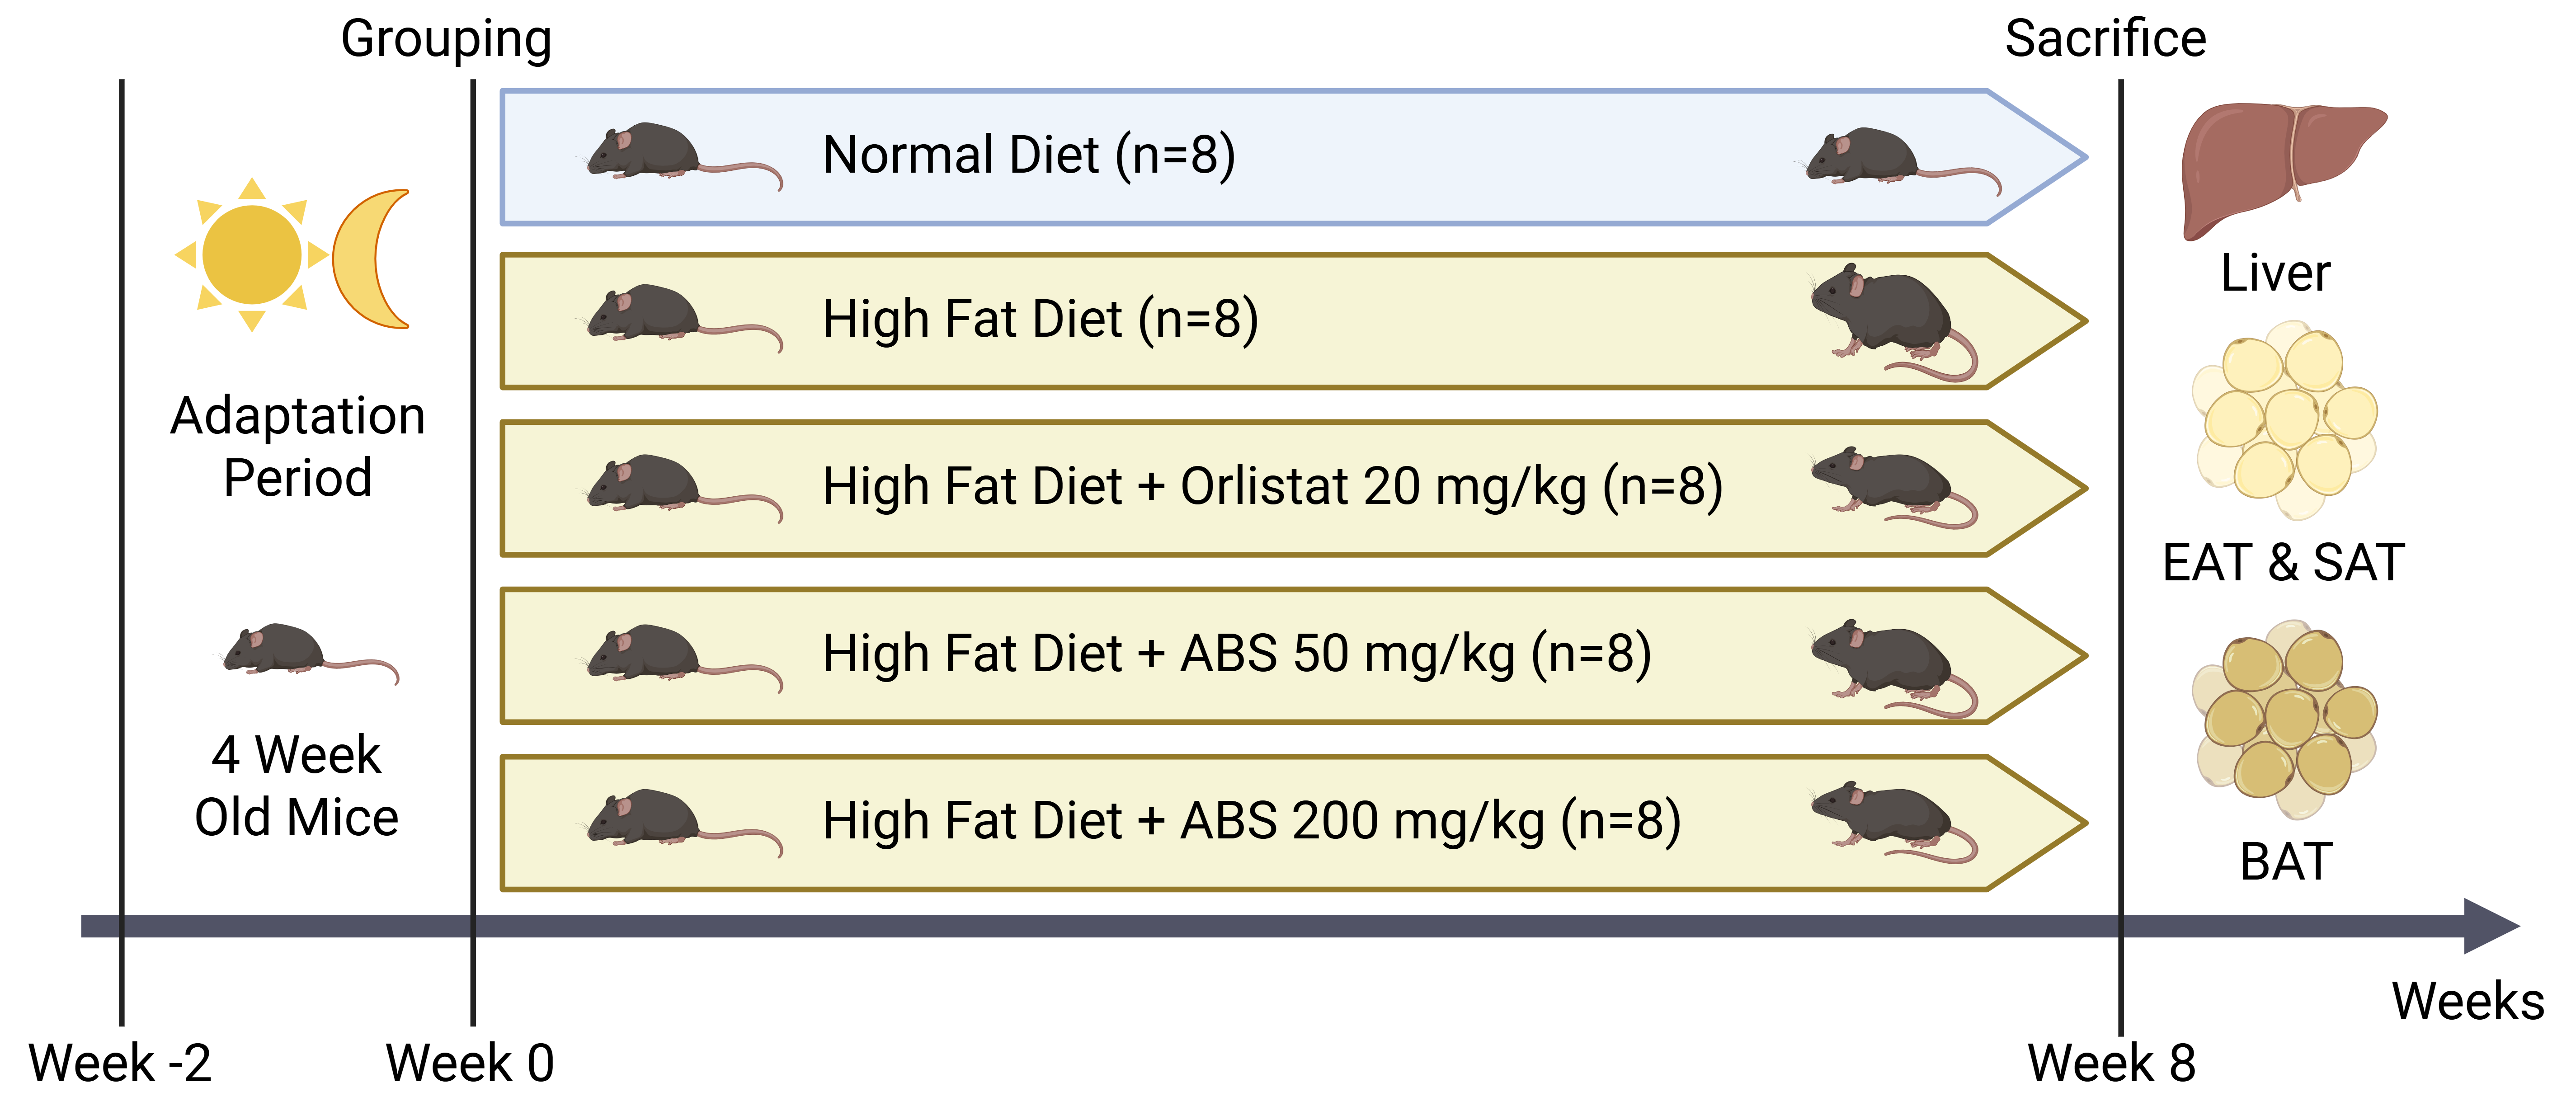 Grouping
Sacrifice
Adaptation
Period
4 Week
Old Mice
Normal Diet (n=8)
High Fat Diet (n=8)
High Fat Diet + Orlistat 20 mg/kg (n=8)
High Fat Diet + ABS 50 mg/kg (n=8)
High Fat Diet + ABS 200 mg/kg (n=8)
Liver
EAT & SAT
BAT
Weeks
Week -2
Week 0
Week 8